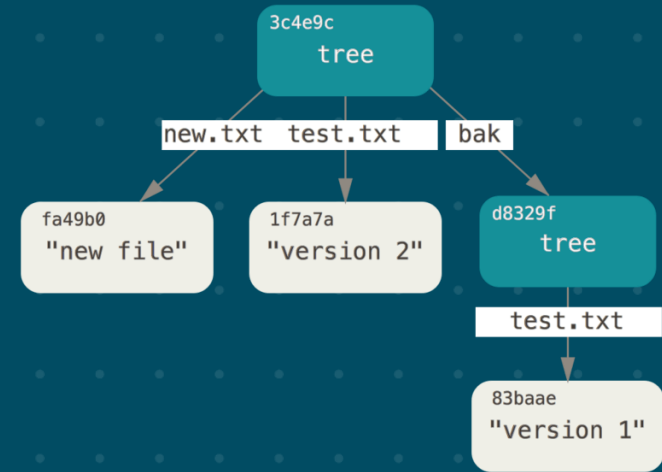 3c4e9c
tree
new.txt test.txt bak
fa49b0
"new file"
1f7a7a
"version 2"
d8329f
tree
test.txt
83baae
"version 1"